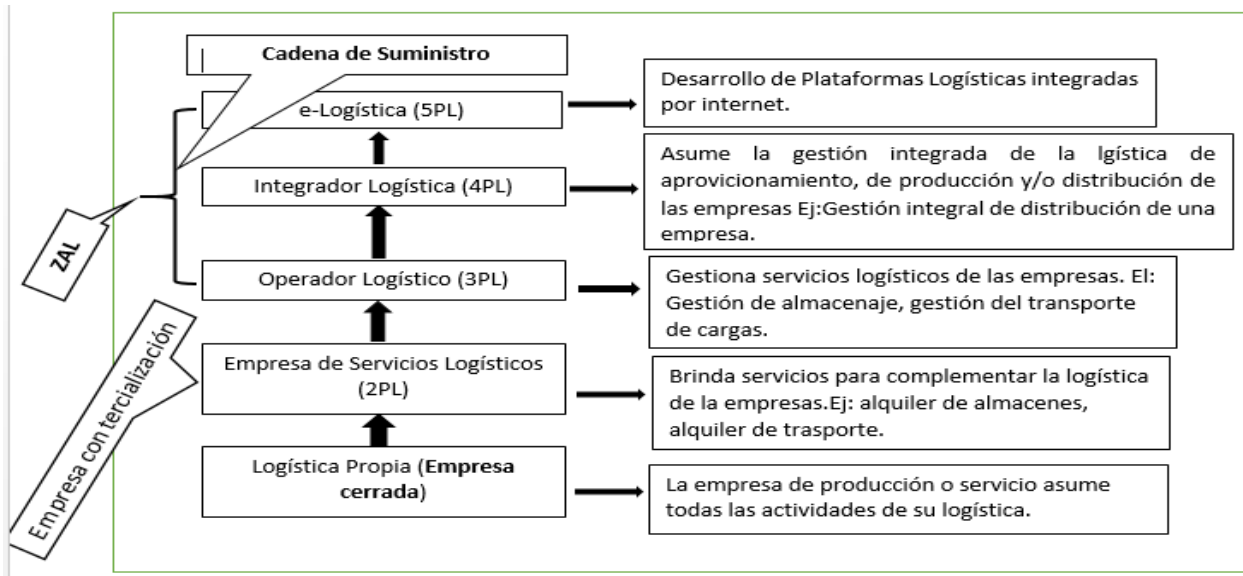 Cadena de Suministro
e-Logística (5PL)
Desarrollo de Plataformas Logísticas integradas
por internet.
Integrador Logística (4PL)
Asume la gestión integrada de la lgística de
aprovicionamiento, de producción y/o distribución de
las empresas Ej:Gestión integral de distribución de una
empresa.
ZAL
Operador Logístico (3PL)
Gestiona servicios logísticos de las empresas. El:
Gestión de almacenaje, gestión del transporte
de cargas.
Empresa con tercialización
Empresa de Servicios Logísticos
(2PL)
Brinda servicios para complementar la logística
de la empresas.Ej: alquiler de almacenes,
alquiler de trasporte.
Logística Propia (Empresa
cerrada)
La empresa de producción o servicio asume
todas las actividades de su logística.